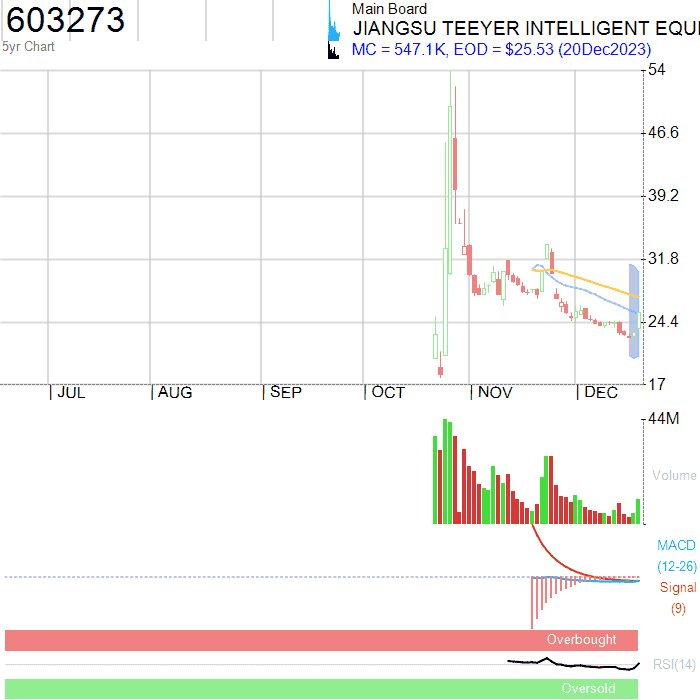 603273
5yr Chart
Main Board
JIANGSU TEEYER INTELLIGENT EQUI
MC = 547.1K, EOD = $25.53 (20Dec2023)
54
46.6
39.2
31.8
24.4
17
JUL
AUG
SEP
OCT
NOV
DEC
44M
Volume
MACD
(12-26)
Signal
(9)
Overbought
RSI(14)
Oversold